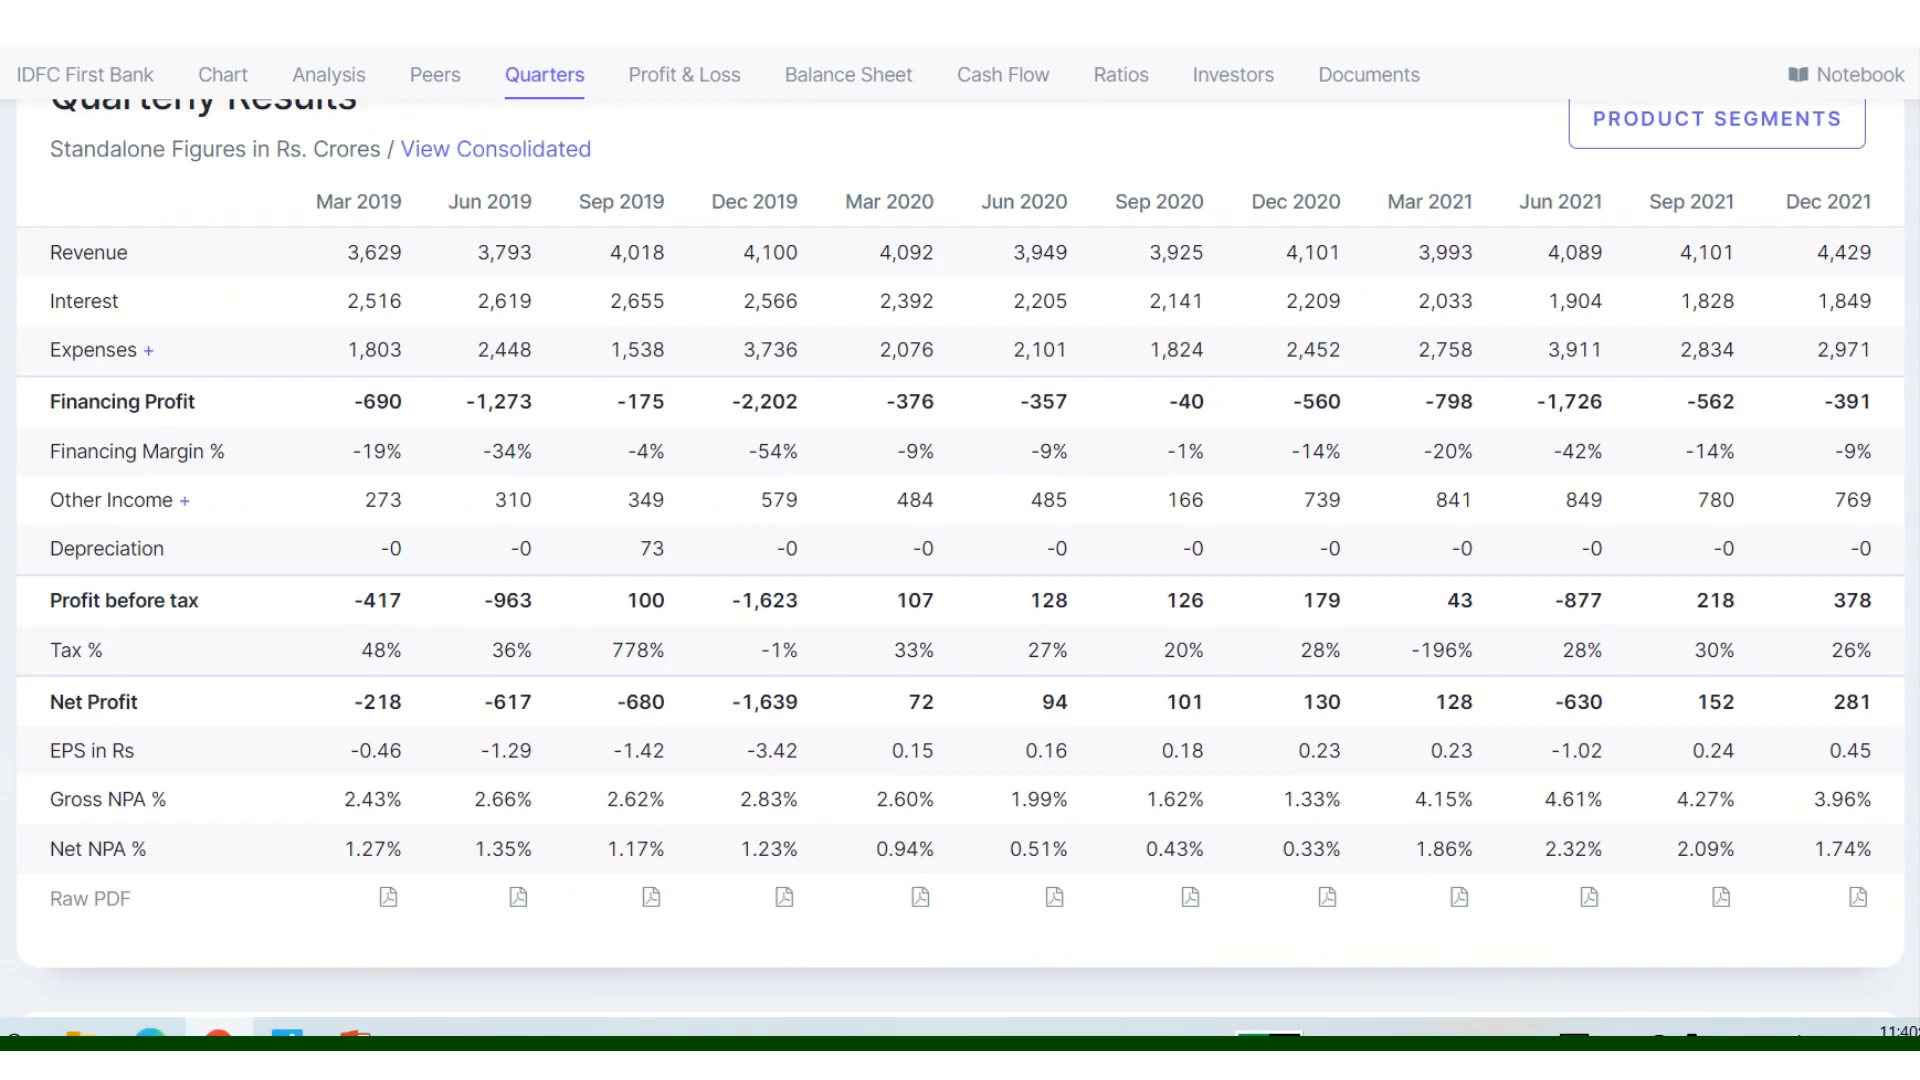 IDFC First Bank Chart Analysis Peers Quarters Profit & Loss Balance Sheet Cash Flow Ratios Investors Documents Notebook
Quarterly Results
PRODUCT SEGMENTS
Standalone Figures in Rs. Crores / View Consolidated
Mar 2019 Jun 2019 Sep 2019 Dec 2019 Mar 2020 Jun 2020 Sep 2020 Dec 2020 Mar 2021 Jun 2021 Sep 2021 Dec 2021
Revenue 3,629 3,793 4,018 4,100 4,092 3,949 3,925 4,101 3,993 4,089 4,101 4,429
Interest 2,516 2,619 2,655 2,566 2,392 2,205 2,141 2,209 2,033 1,904 1,828 1,849
Expenses + 1,803 2,448 1,538 3,736 2,076 2,101 1,824 2,452 2,758 3,911 2,834 2,971
Financing Profit -690 -1,273 -175 -2,202 -376 -357 -40 -560 -798 -1,726 -562 -391
Financing Margin % -19% -34% -4% -54% -9% -9% -1% -14% -20% -42% -14% -9%
Other Income + 273 310 349 579 484 485 166 739 841 849 780 769
Depreciation -0 -0 73 -0 -0 -0 -0 -0 -0 -0 -0 -0
Profit before tax -417 -963 100 -1,623 107 128 126 179 43 -877 218 378
Tax % 48% 36% 778% -1% 33% 27% 20% 28% -196% 28% 30% 26%
Net Profit -218 -617 -680 -1,639 72 94 101 130 128 -630 152 281
EPS in Rs -0.46 -1.29 -1.42 -3.42 0.15 0.16 0.18 0.23 0.23 -1.02 0.24 0.45
Gross NPA % 2.43% 2.66% 2.62% 2.83% 2.60% 1.99% 1.62% 1.33% 4.15% 4.61% 4.27% 3.96%
Net NPA % 1.27% 1.35% 1.17% 1.23% 0.94% 0.51% 0.43% 0.33% 1.86% 2.32% 2.09% 1.74%
Raw PDF
11:40